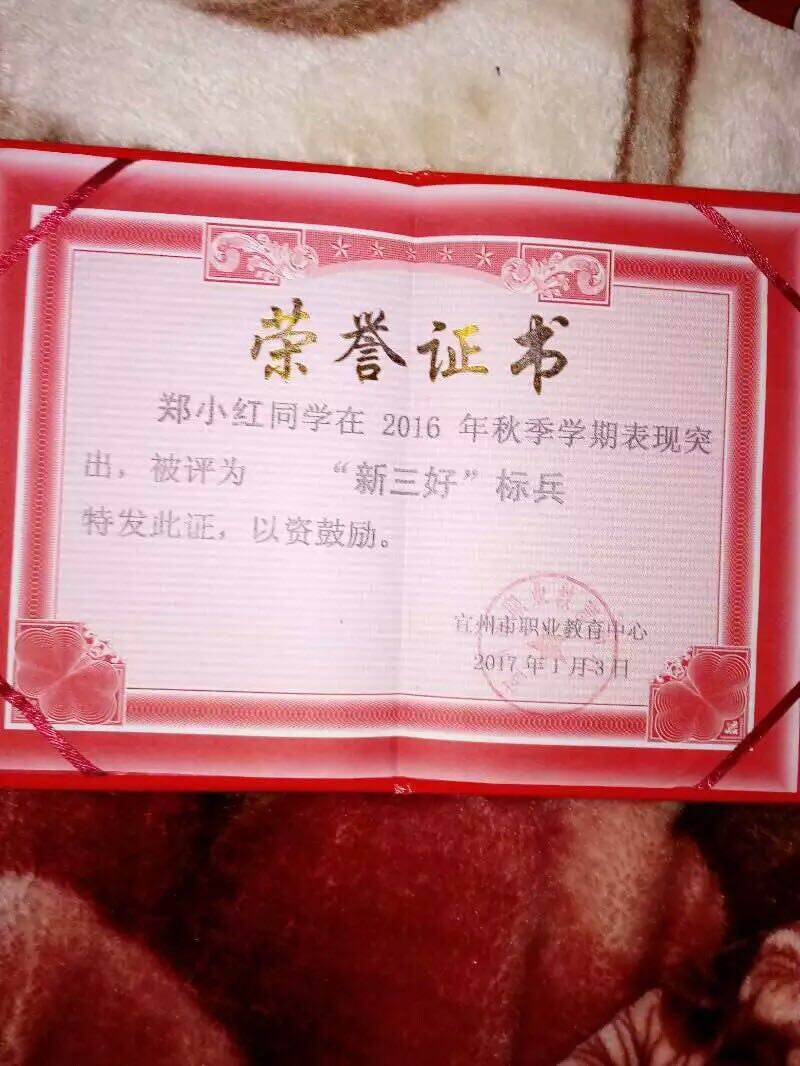 荣誉证书
郑小红同学在 2016 年秋季学期表现突
出，被评为 “新三好”标兵
特发此证，以资鼓励。
宜州市职业教育中心
2017 年 1 月 3 日